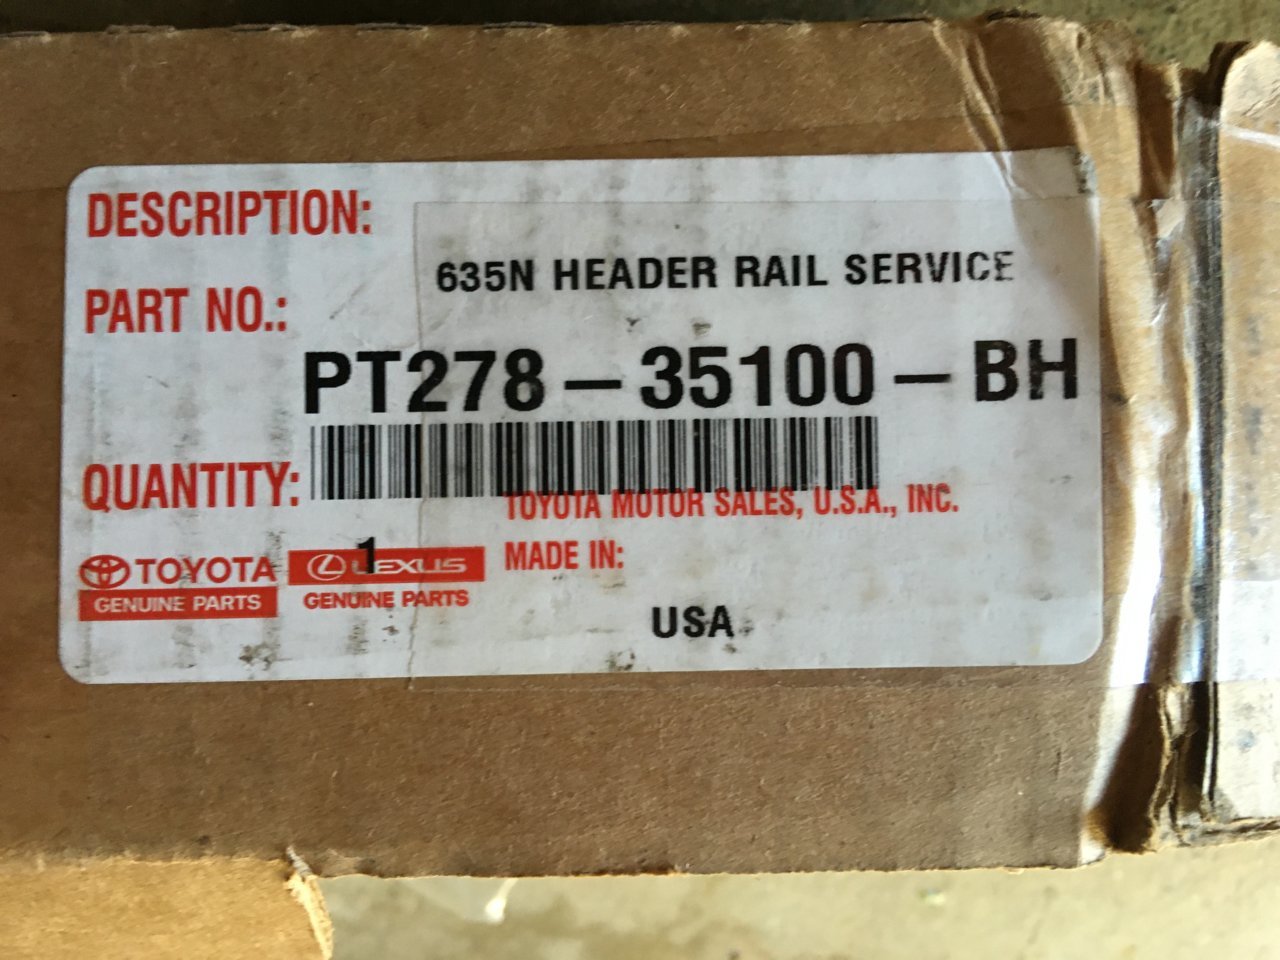 DESCRIPTION:
635N HEADER RAIL SERVICE
PART NO.:
PT278-35100-BH
QUANTITY:
1
TOYOTA MOTOR SALES, U.S.A., INC.
TOYOTA
GENUINE PARTS
LEXUS
GENUINE PARTS
MADE IN:
USA